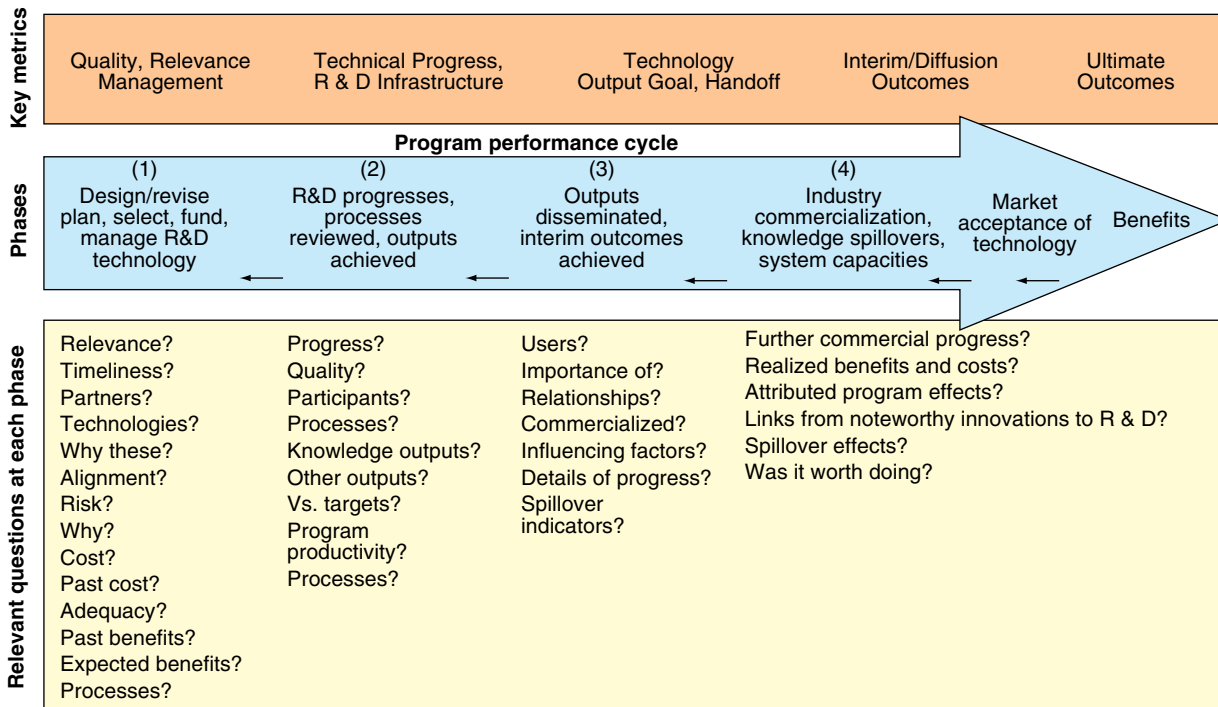 Key metrics
Quality, Relevance
Management
Technical Progress,
R & D Infrastructure
Technology
Output Goal, Handoff
Interim/Diffusion
Outcomes
Ultimate
Outcomes
Program performance cycle
Phases
(1)
Design/revise
plan, select, fund,
manage R&D
technology
(2)
R&D progresses,
processes
reviewed, outputs
achieved
(3)
Outputs
disseminated,
interim outcomes
achieved
(4)
Industry
commercialization,
knowledge spillovers,
system capacities
Market
acceptance of
technology
Benefits
Relevant questions at each phase
Relevance?
Timeliness?
Partners?
Technologies?
Why these?
Alignment?
Risk?
Why?
Cost?
Past cost?
Adequacy?
Past benefits?
Expected benefits?
Processes?
Progress?
Quality?
Participants?
Processes?
Knowledge outputs?
Other outputs?
Vs. targets?
Program
productivity?
Processes?
Users?
Importance of?
Relationships?
Commercialized?
Influencing factors?
Details of progress?
Spillover
indicators?
Further commercial progress?
Realized benefits and costs?
Attributed program effects?
Links from noteworthy innovations to R & D?
Spillover effects?
Was it worth doing?